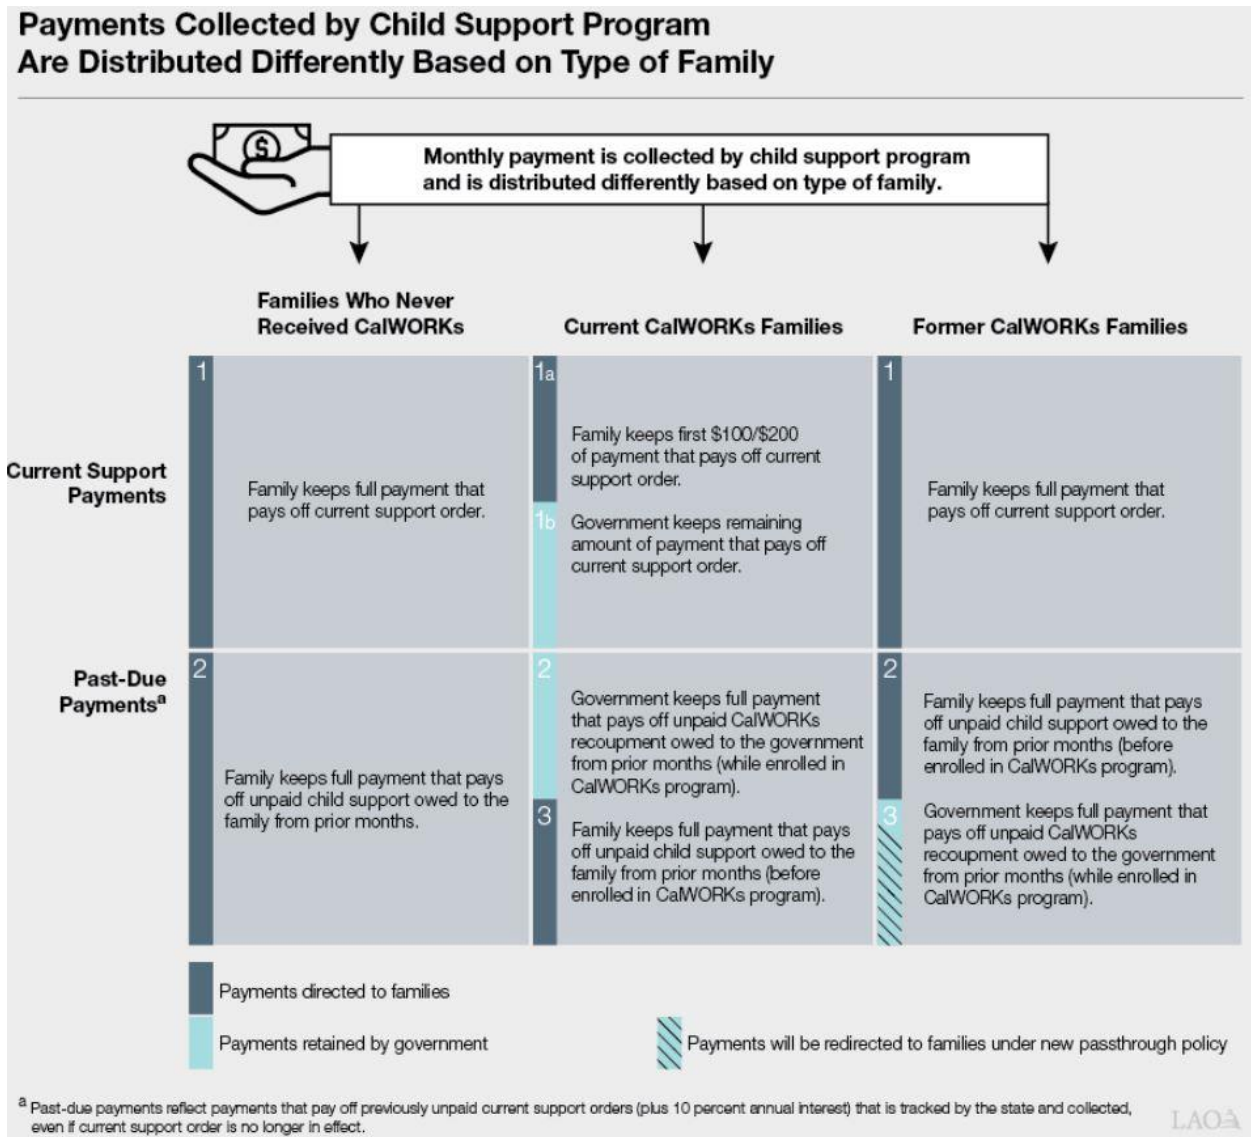 Payments Collected by Child Support Program
Are Distributed Differently Based on Type of Family
$
Monthly payment is collected by child support program
and is distributed differently based on type of family.
Families Who Never
Received CalWORKs
Current CalWORKs Families
Former CalWORKs Families
Current Support
Payments
1
Family keeps full payment that
pays off current support order.
1a
Family keeps first $100/$200
of payment that pays off current
support order.
1b
Government keeps remaining
amount of payment that pays off
current support order.
1
Family keeps full payment that
pays off current support order.
Past-Due
Paymentsᵃ
2
Family keeps full payment that pays
off unpaid child support owed to the
family from prior months.
2
Government keeps full payment
that pays off unpaid CalWORKs
recoupment owed to the government
from prior months (while enrolled in
CalWORKs program).
3
Family keeps full payment that pays
off unpaid child support owed to the
family from prior months (before
enrolled in CalWORKs program).
2
Family keeps full payment that pays
off unpaid child support owed to the
family from prior months (before
enrolled in CalWORKs program).
3
Government keeps full payment that
pays off unpaid CalWORKs
recoupment owed to the government
from prior months (while enrolled in
CalWORKs program).
Payments directed to families
Payments retained by government
Payments will be redirected to families under new passthrough policy
ᵃ Past-due payments reflect payments that pay off previously unpaid current support orders (plus 10 percent annual interest) that is tracked by the state and collected,
even if current support order is no longer in effect.
LAO